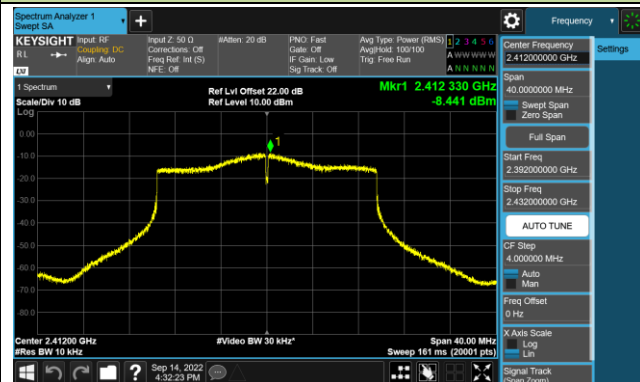 Spectrum Analyzer 1
Swept SA
+
Frequency
KEYSIGHT
Input: RF
Input Z: 50 Ω
#Atten: 20 dB
PNO: Fast
Avg Type: Power (RMS)
1 2 3 4 5 6
RL
Coupling: DC
Corrections: Off
Gate: Off
Avg|Hold: 100/100
A W W W W W
Align: Auto
Freq Ref: Int (S)
IF Gain: Low
Trig: Free Run
NFE: Off
Sig Track: Off
A N N N N N
LXI
1 Spectrum
Ref Lvl Offset 22.00 dB
Mkr1 2.412 330 GHz
Scale/Div 10 dB
Ref Level 10.00 dBm
-8.441 dBm
Log
1
0.00
-10.0
-20.0
-30.0
-40.0
-50.0
-60.0
-70.0
-80.0
Center 2.41200 GHz
#Video BW 30 kHz*
Span 40.00 MHz
#Res BW 10 kHz
Sweep 161 ms (20001 pts)
?
Sep 14, 2022
4:32:23 PM
Center Frequency
2.412000000 GHz
Settings
Span
40.0000000 MHz
Swept Span
Zero Span
Full Span
Start Freq
2.392000000 GHz
Stop Freq
2.432000000 GHz
AUTO TUNE
CF Step
4.000000 MHz
Auto
Man
Freq Offset
0 Hz
X Axis Scale
Log
Lin
Signal Track
(Span Zoom)